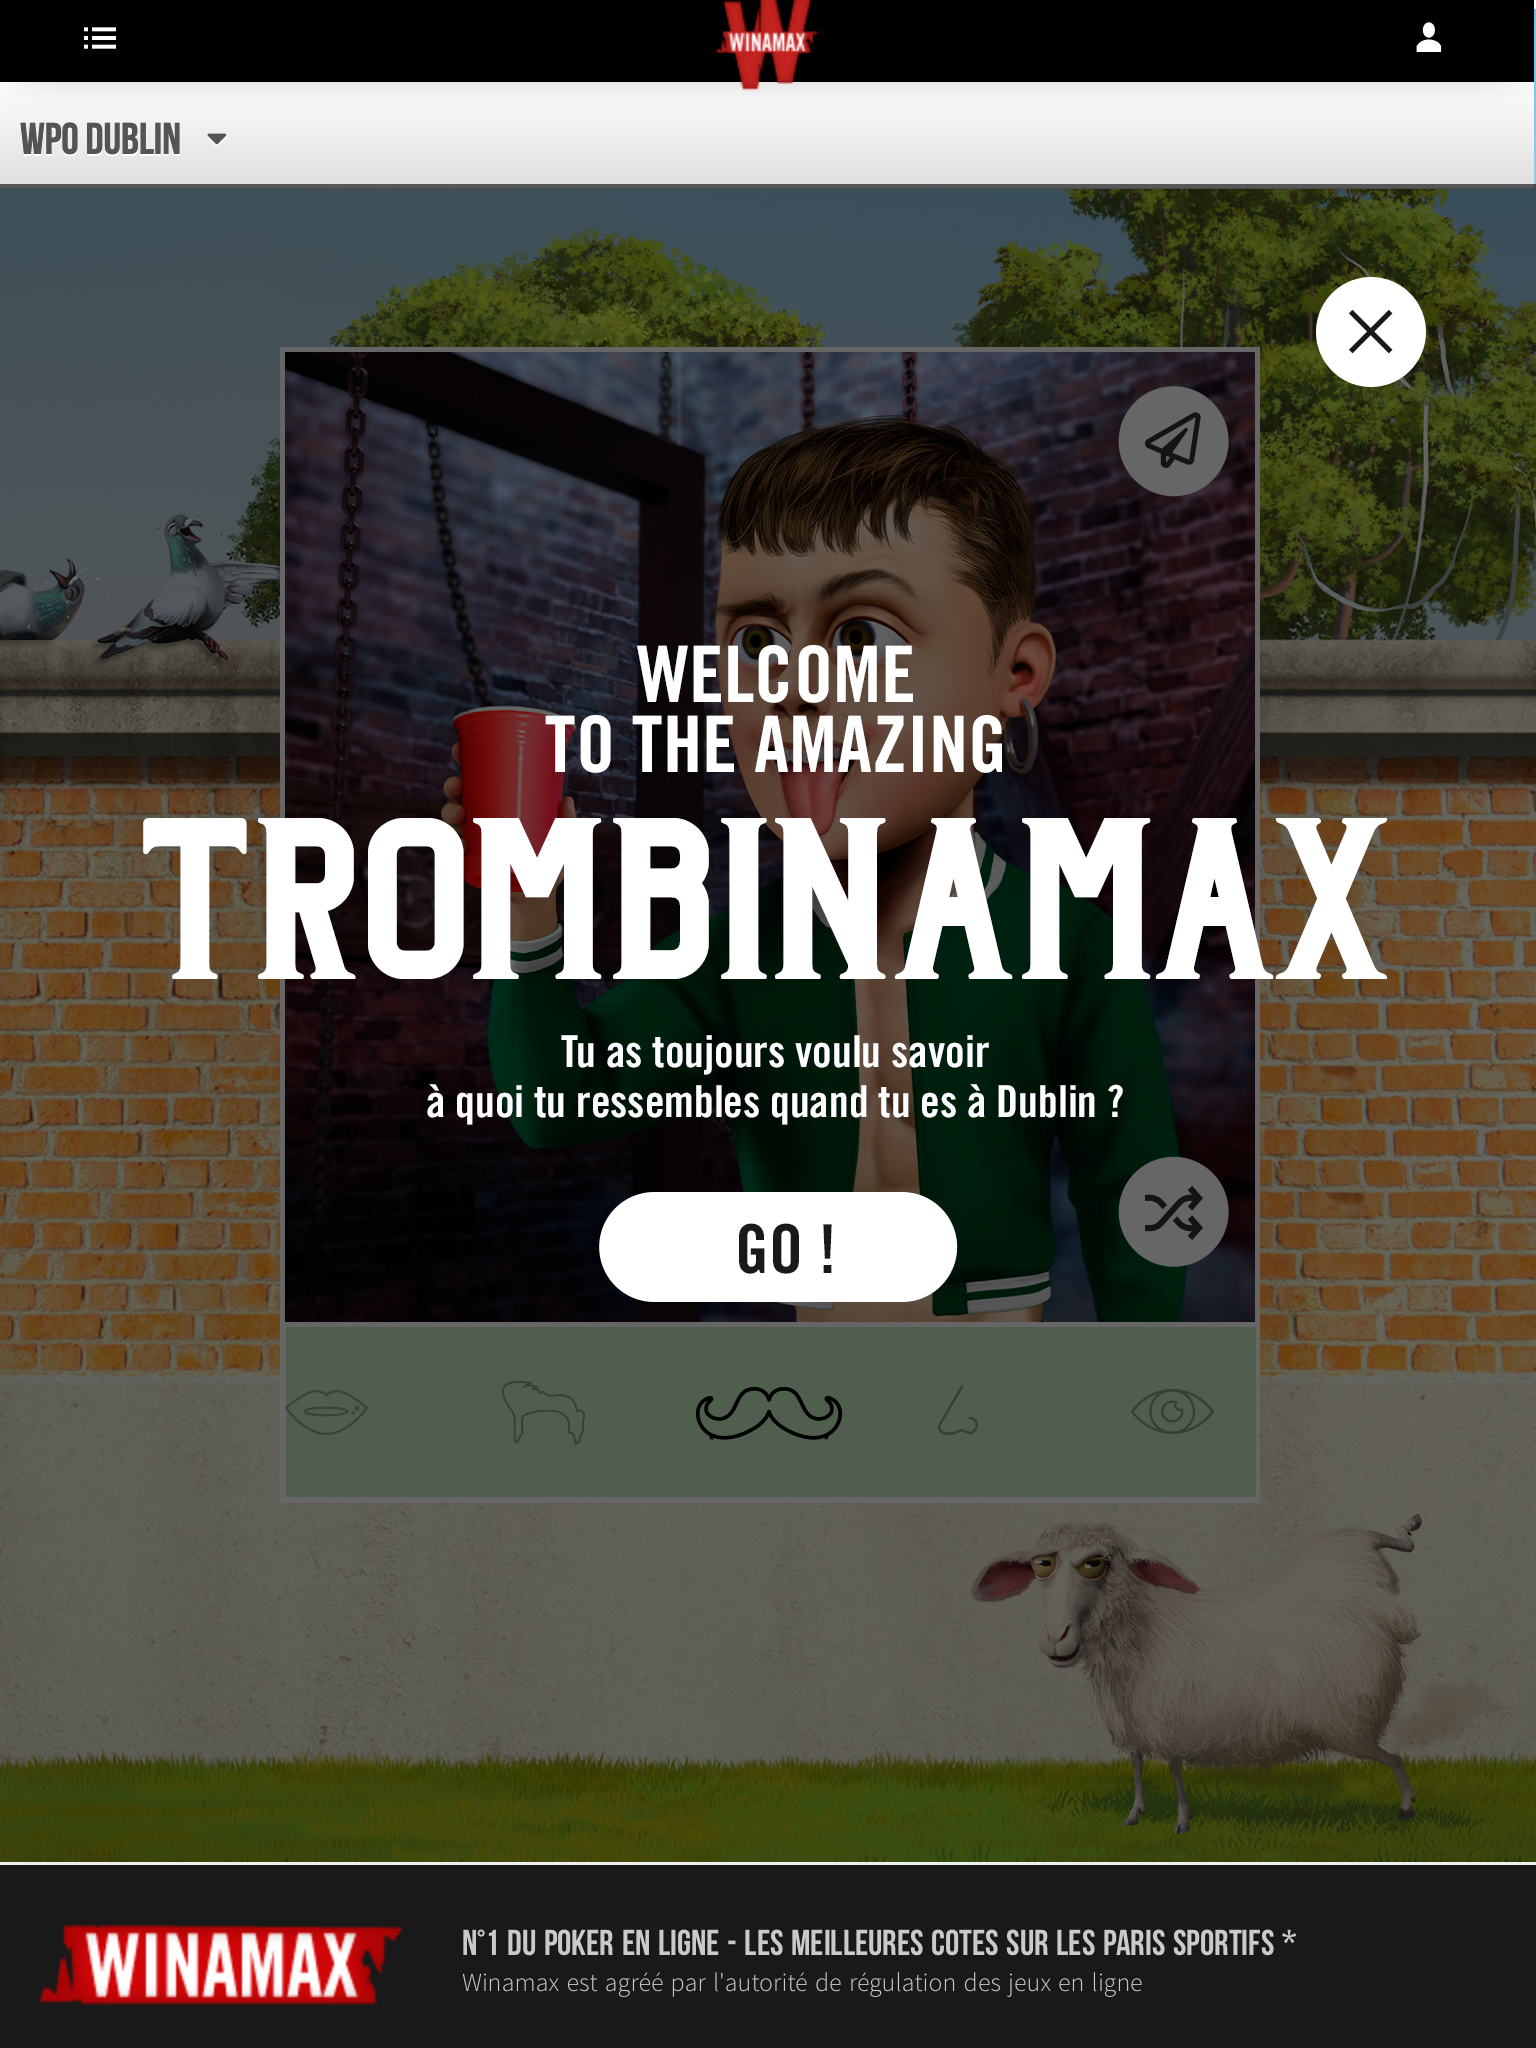 WINAMAX
WPO DUBLIN
WELCOME
TO THE AMAZING
TROMBINAMAX
Tu as toujours voulu savoir
à quoi tu ressembles quand tu es à Dublin ?
GO !
WINAMAX
N°1 DU POKER EN LIGNE - LES MEILLEURES COTES SUR LES PARIS SPORTIFS *
Winamax est agréé par l'autorité de régulation des jeux en ligne